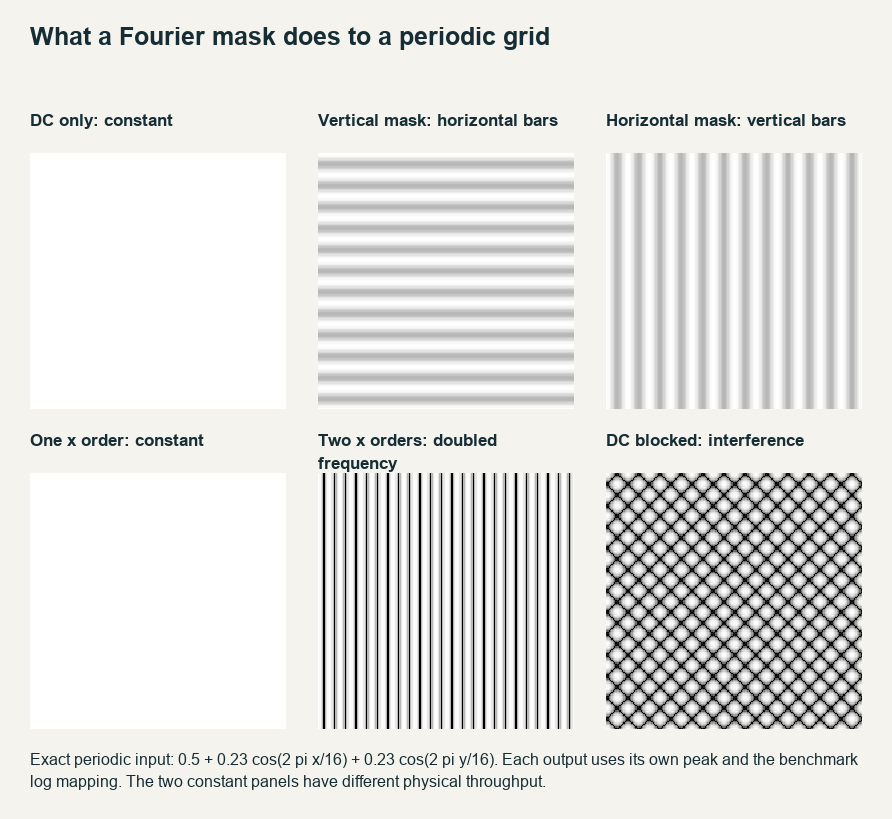 What a Fourier mask does to a periodic grid
DC only: constant
Vertical mask: horizontal bars
Horizontal mask: vertical bars
One x order: constant
Two x orders: doubled
frequency
DC blocked: interference
Exact periodic input: 0.5 + 0.23 cos(2 pi x/16) + 0.23 cos(2 pi y/16). Each output uses its own peak and the benchmark
log mapping. The two constant panels have different physical throughput.